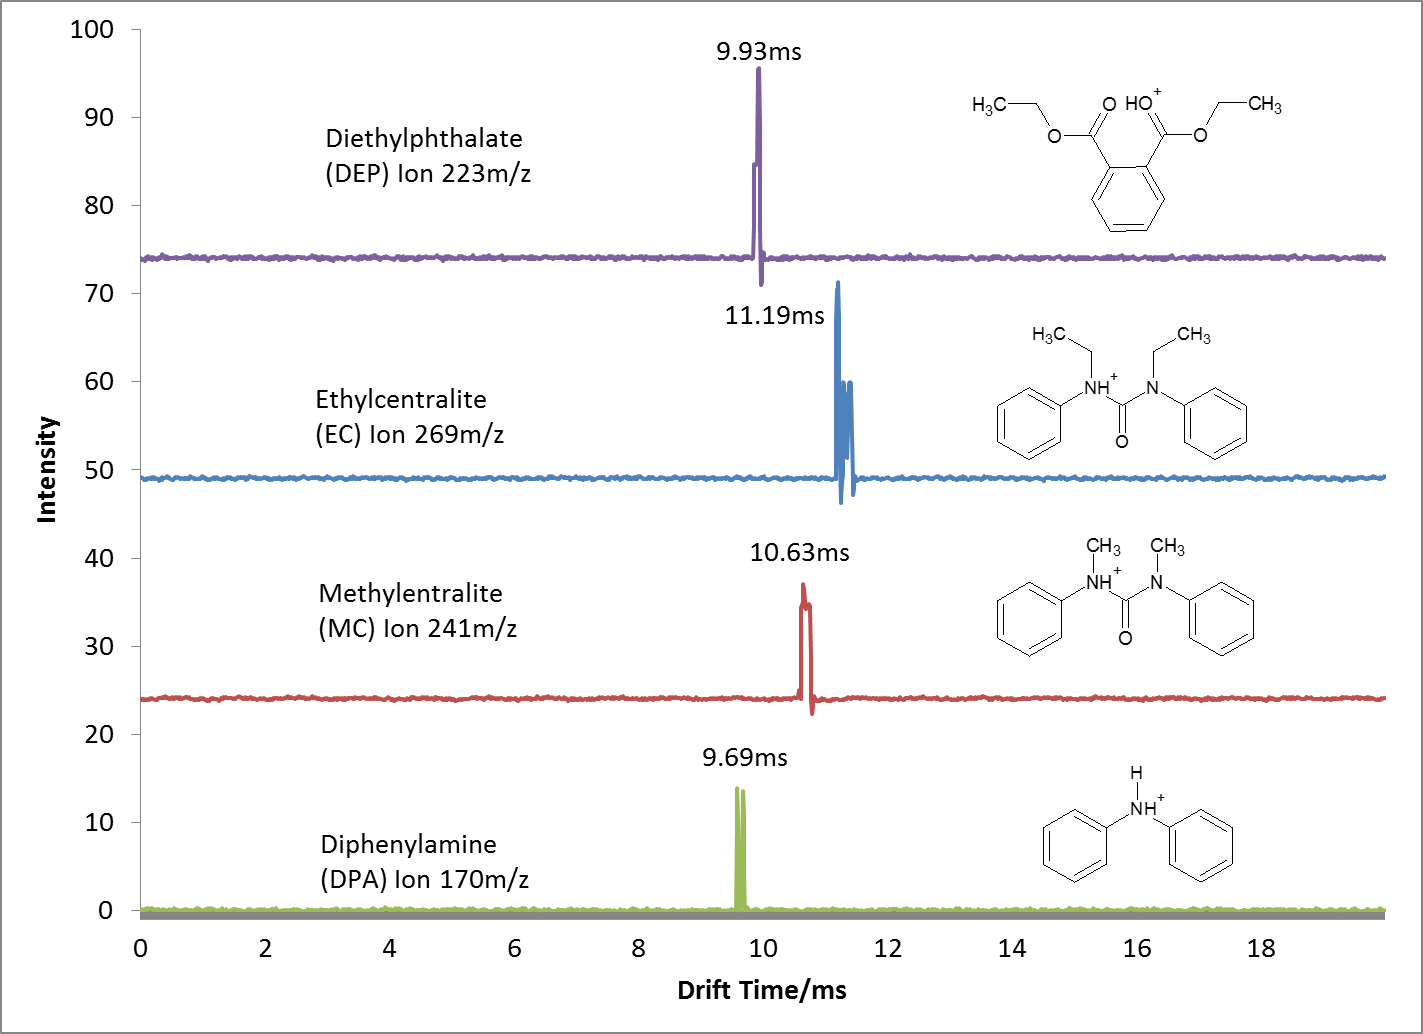 100
90
80
70
60
50
40
30
20
10
0
Intensity
9.93ms
Diethylphthalate
(DEP) Ion 223m/z
H₃C
O
O
HO⁺
O
CH₃
11.19ms
Ethylcentralite
(EC) Ion 269m/z
H₃C
CH₃
NH⁺
N
O
10.63ms
Methylentralite
(MC) Ion 241m/z
CH₃
CH₃
NH⁺
N
O
9.69ms
Diphenylamine
(DPA) Ion 170m/z
H
NH⁺
0 2 4 6 8 10 12 14 16 18
Drift Time/ms